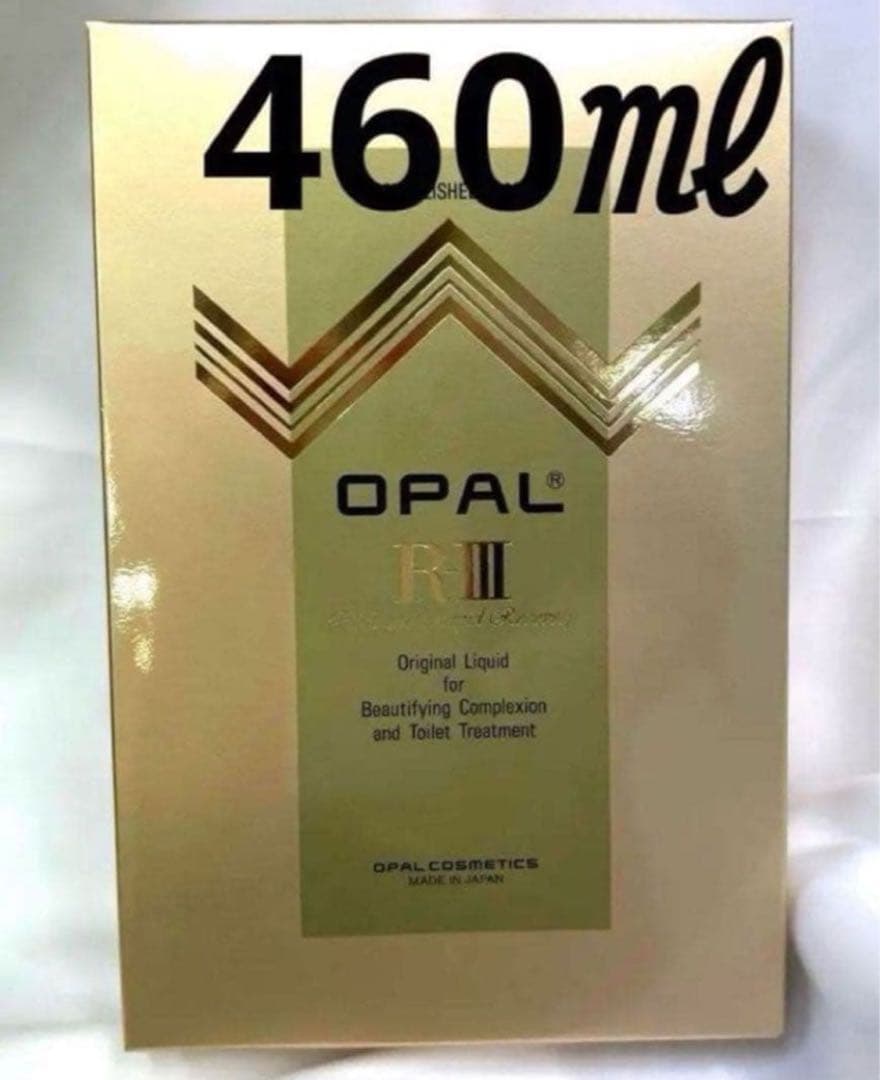 460ml
OPAL®
R-III
Original Liquid
for
Beautifying Complexion
and Toilet Treatment
OPAL COSMETICS
MADE IN JAPAN